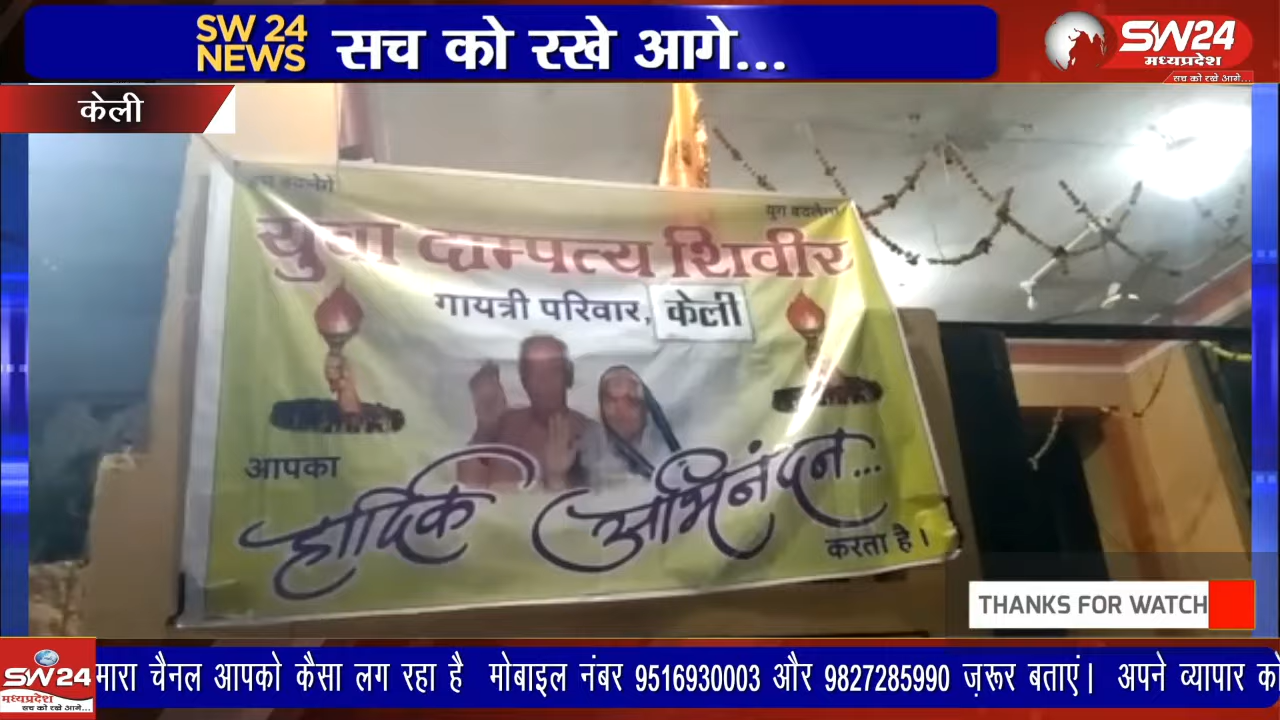 SW 24
NEWS
सच को रखे आगे...
SW24
मध्यप्रदेश
सच को रखे आगे...
केली
हम बदलेंगे
युग बदलेगा
युवा दाम्पत्य शिवीर
गायत्री परिवार, केली
आपका
हार्दिक अभिनंदन...
करता है।
THANKS FOR WATCH
SW24
मध्यप्रदेश
सच को रखे आगे...
मारा चैनल आपको कैसा लग रहा है मोबाइल नंबर 9516930003 और 9827285990 ज़रूर बताएं। अपने व्यापार को